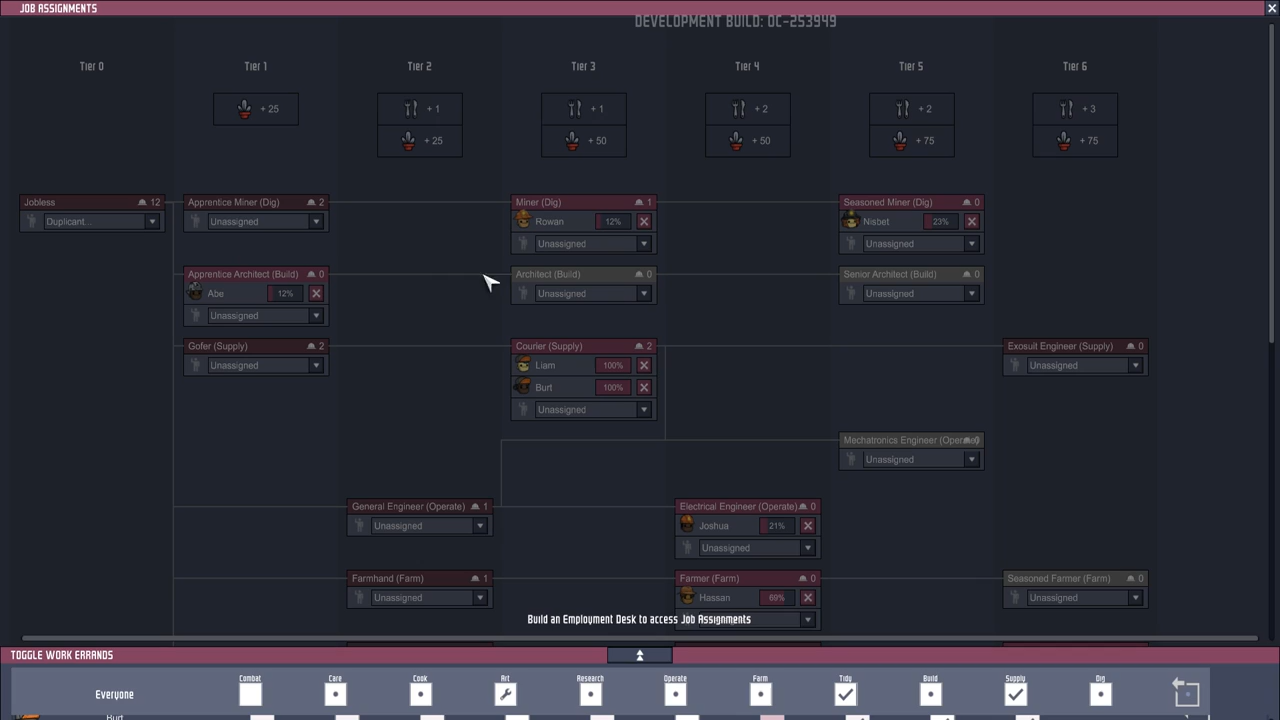 JOB ASSIGNMENTS
DEVELOPMENT BUILD: OC-253949
Tier 0 Tier 1 Tier 2 Tier 3 Tier 4 Tier 5 Tier 6
+ 25 + 1 + 1 + 2 + 2 + 3
+ 25 + 50 + 50 + 75 + 75
Jobless 12 Apprentice Miner (Dig) 2 Miner (Dig) 1 Seasoned Miner (Dig) 0
Duplicant... Unassigned Rowan 12% Nisbet 23%
Unassigned Unassigned
Apprentice Architect (Build) 0 Architect (Build) 0 Senior Architect (Build) 0
Abe 12% Unassigned Unassigned
Unassigned
Gofer (Supply) 2 Courier (Supply) 2 Exosuit Engineer (Supply) 0
Unassigned Liam 100% Unassigned
Burt 100%
Unassigned
Mechatronics Engineer (Operate) 0
Unassigned
General Engineer (Operate) 1 Electrical Engineer (Operate) 0
Unassigned Joshua 21%
Unassigned
Farmhand (Farm) 1 Farmer (Farm) 0 Seasoned Farmer (Farm) 0
Unassigned Hassan 69% Unassigned
Build an Employment Desk to access Job Assignments
TOGGLE WORK ERRANDS
Combat Care Cook Art Research Operate Farm Tidy Build Supply Dig
Everyone
Burt